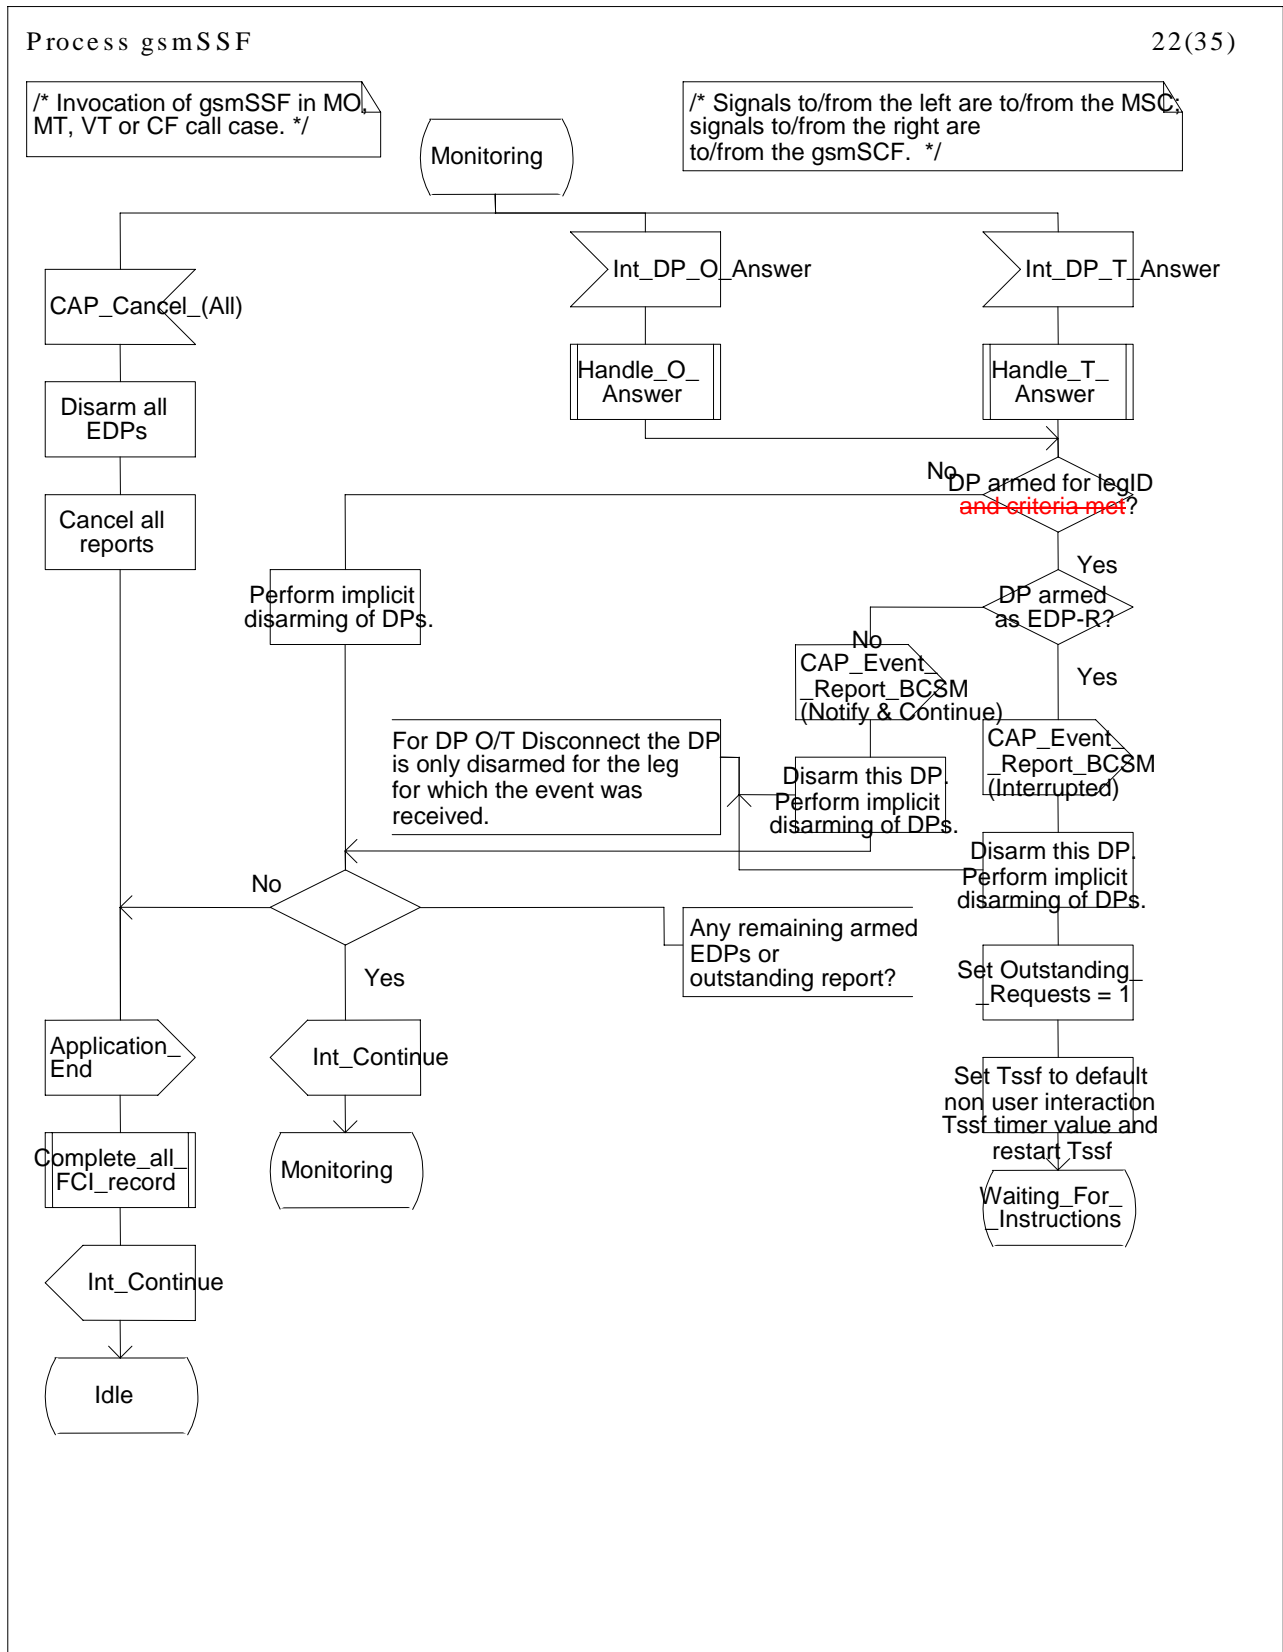 Process gsmSSF
22(35)
/* Invocation of gsmSSF in MO,
MT, VT or CF call case. */
/* Signals to/from the left are to/from the MSC;
signals to/from the right are
to/from the gsmSCF.  */
Monitoring
CAP_Cancel_(All)
Int_DP_O_Answer
Int_DP_T_Answer
Disarm all
EDPs
Handle_O_
Answer
Handle_T_
Answer
Cancel all
reports
No
DP armed for legID
and criteria met?
Yes
Perform implicit
disarming of DPs.
DP armed
as EDP-R?
No
Yes
CAP_Event_
_Report_BCSM
(Notify & Continue)
CAP_Event_
_Report_BCSM
(Interrupted)
For DP O/T Disconnect the DP
is only disarmed for the leg
for which the event was
received.
Disarm this DP.
Perform implicit
disarming of DPs.
Disarm this DP.
Perform implicit
disarming of DPs.
No
Any remaining armed
EDPs or
outstanding report?
Yes
Set Outstanding_
_Requests = 1
Application_
End
Int_Continue
Set Tssf to default
non user interaction
Tssf timer value and
restart Tssf
Complete_all_
FCI_record
Monitoring
Waiting_For_
_Instructions
Int_Continue
Idle